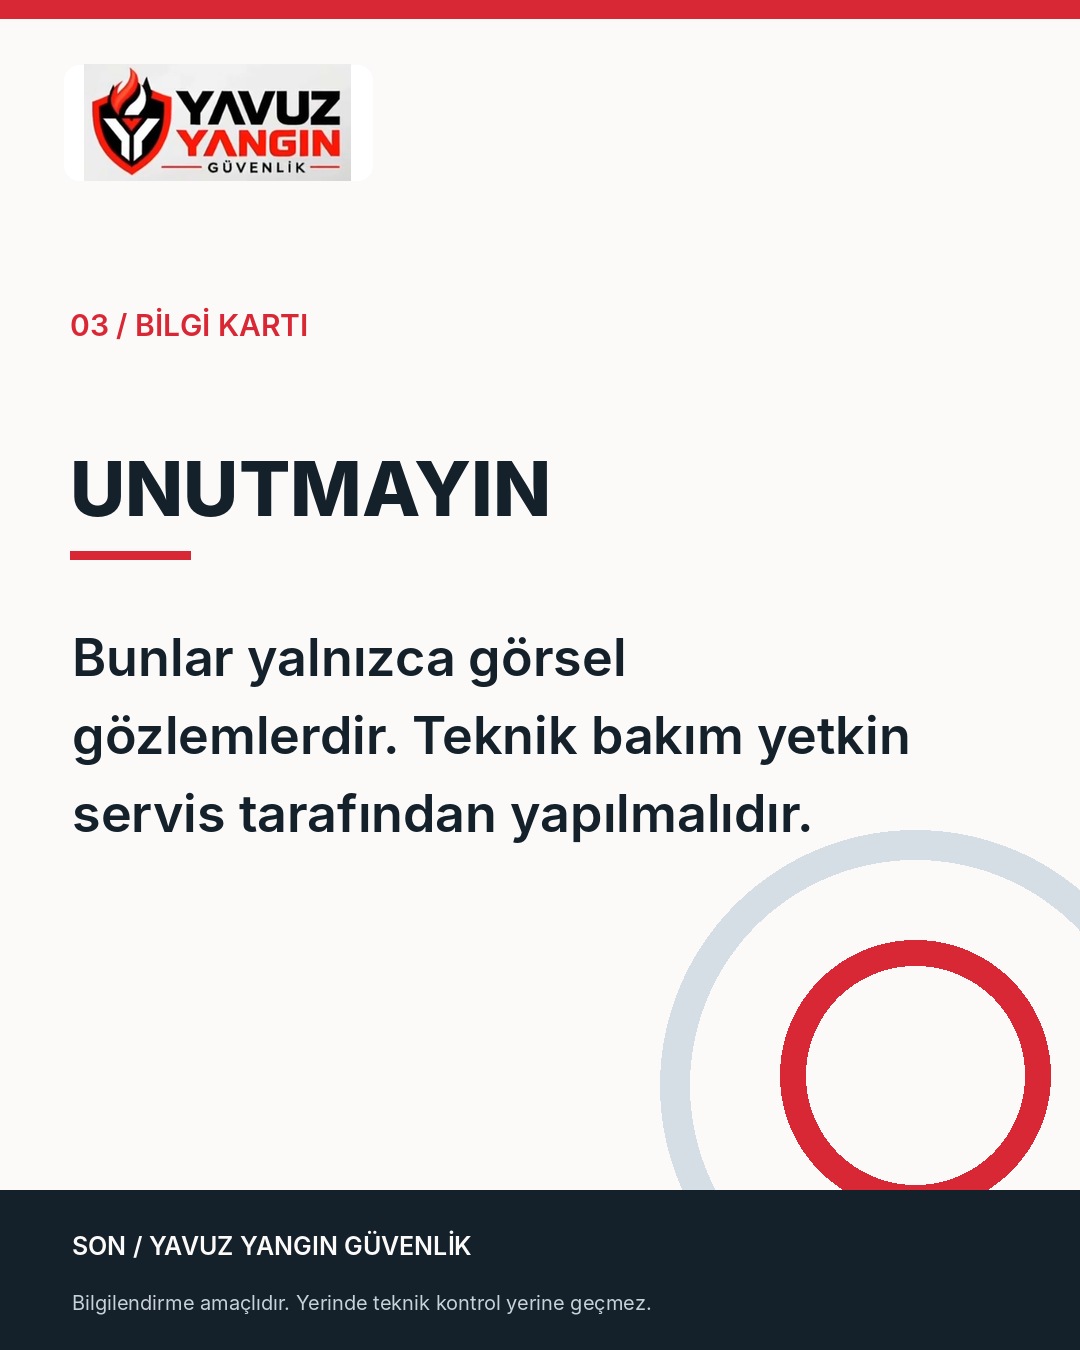 YAVUZ
YANGIN
GÜVENLİK
03 / BİLGİ KARTI
UNUTMAYIN
Bunlar yalnızca görsel
gözlemlerdir. Teknik bakım yetkin
servis tarafından yapılmalıdır.
SON / YAVUZ YANGIN GÜVENLİK
Bilgilendirme amaçlıdır. Yerinde teknik kontrol yerine geçmez.